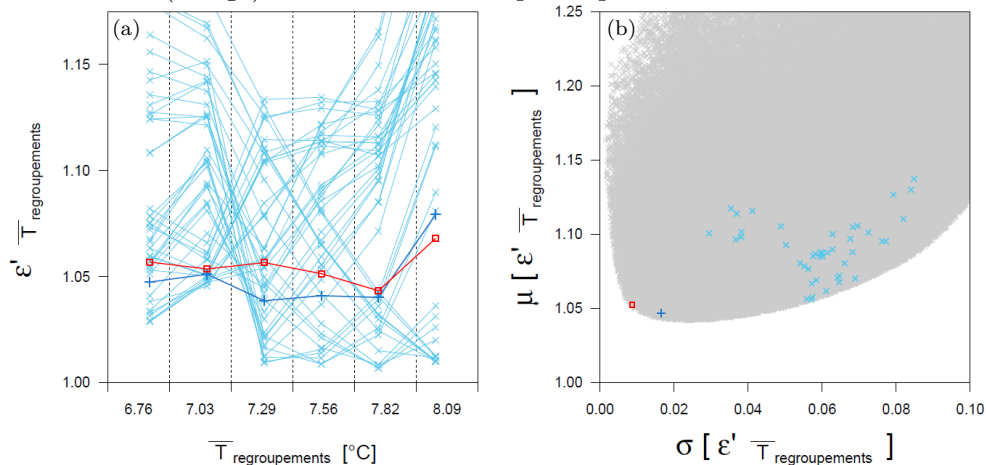 (a)
1.15
1.10
1.05
1.00
ε' T̅ regroupements
6.76 7.03 7.29 7.56 7.82 8.09
T̅ regroupements [°C]
(b)
1.25
1.20
1.15
1.10
1.05
1.00
μ [ ε' T̅ regroupements ]
0.00 0.02 0.04 0.06 0.08 0.10
σ [ ε' T̅ regroupements ]